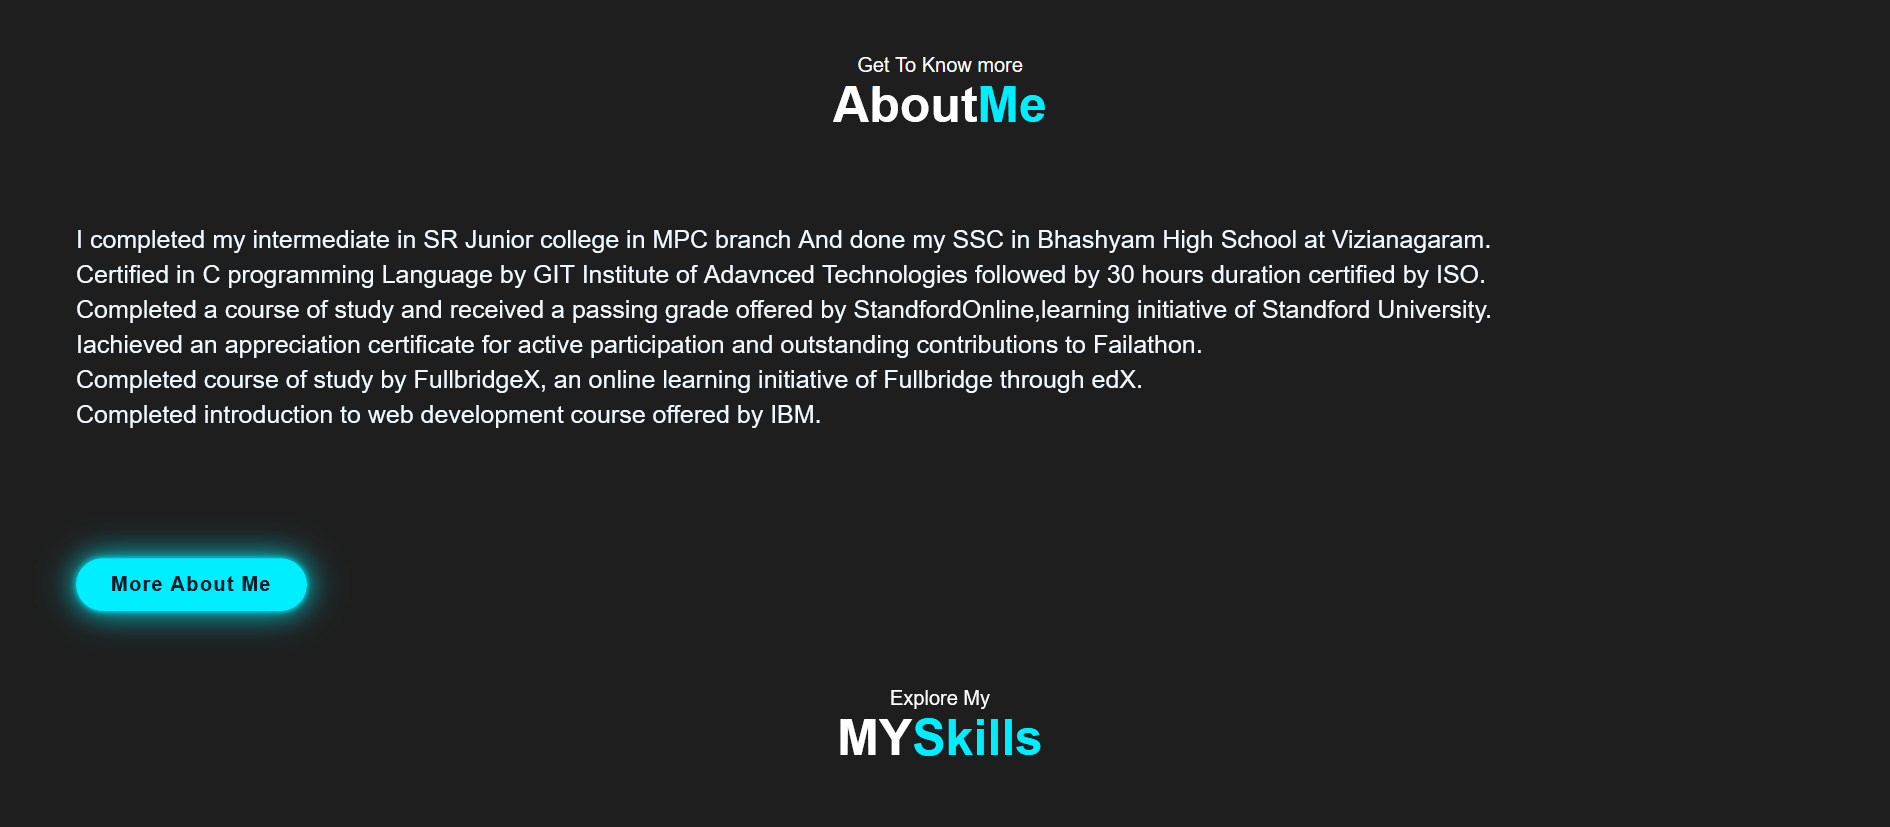 Get To Know more
AboutMe
I completed my intermediate in SR Junior college in MPC branch And done my SSC in Bhashyam High School at Vizianagaram.
Certified in C programming Language by GIT Institute of Adavnced Technologies followed by 30 hours duration certified by ISO.
Completed a course of study and received a passing grade offered by StandfordOnline,learning initiative of Standford University.
Iachieved an appreciation certificate for active participation and outstanding contributions to Failathon.
Completed course of study by FullbridgeX, an online learning initiative of Fullbridge through edX.
Completed introduction to web development course offered by IBM.
More About Me
Explore My
MYSkills